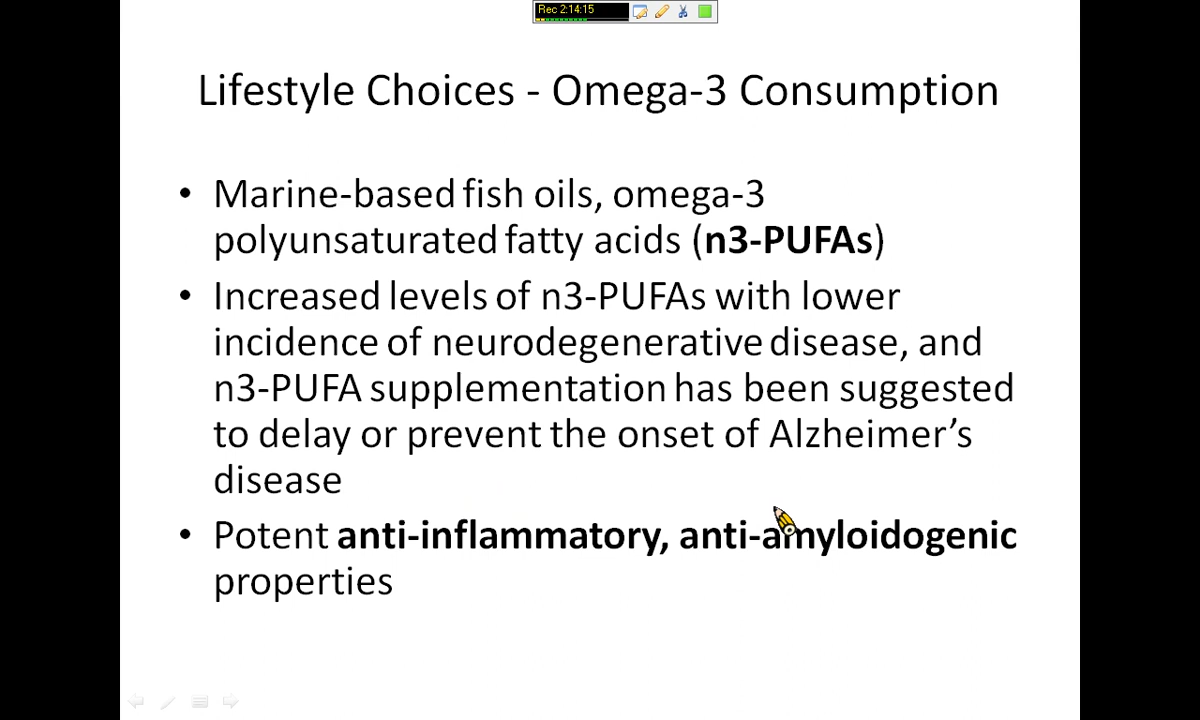 Rec 2:14:15
Lifestyle Choices - Omega-3 Consumption
• Marine-based fish oils, omega-3
polyunsaturated fatty acids (n3-PUFAs)
• Increased levels of n3-PUFAs with lower
incidence of neurodegenerative disease, and
n3-PUFA supplementation has been suggested
to delay or prevent the onset of Alzheimer’s
disease
• Potent anti-inflammatory, anti-amyloidogenic
properties